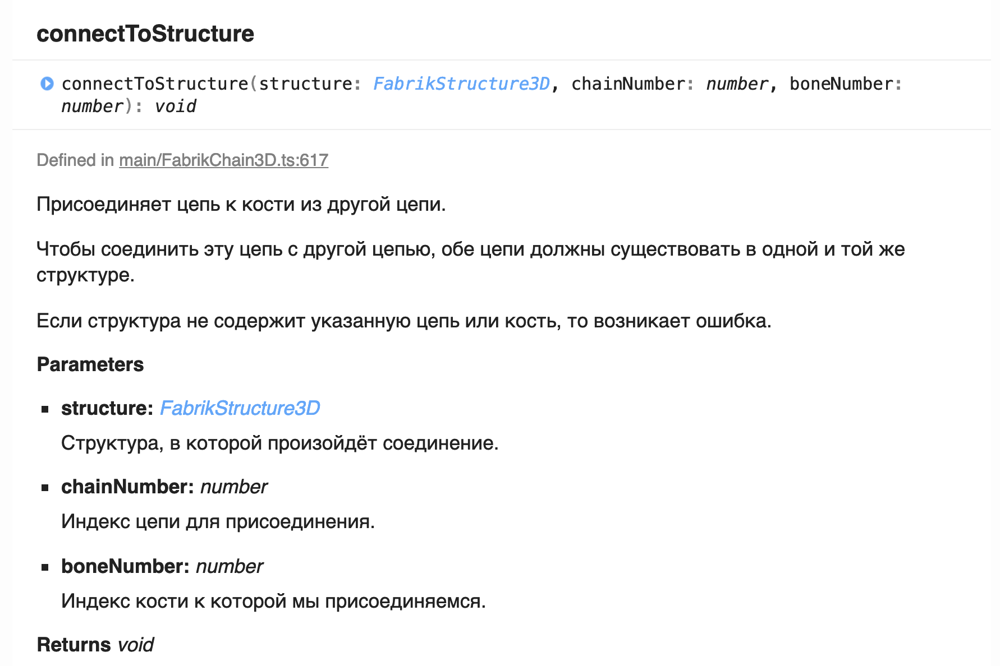 connectToStructure
connectToStructure(structure: FabrikStructure3D, chainNumber: number, boneNumber:
number): void
Defined in main/FabrikChain3D.ts:617
Присоединяет цепь к кости из другой цепи.
Чтобы соединить эту цепь с другой цепью, обе цепи должны существовать в одной и той же
структуре.
Если структура не содержит указанную цепь или кость, то возникает ошибка.
Parameters
structure: FabrikStructure3D
Структура, в которой произойдёт соединение.
chainNumber: number
Индекс цепи для присоединения.
boneNumber: number
Индекс кости к которой мы присоединяемся.
Returns void